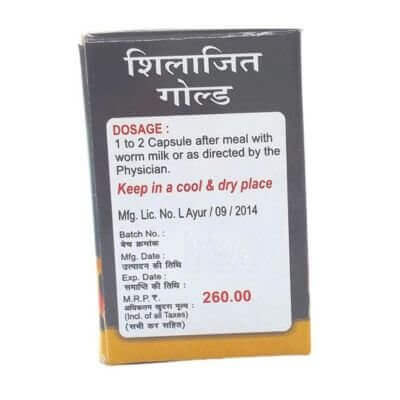 शिलाजित
गोल्ड
DOSAGE :
1 to 2 Capsule after meal with
worm milk or as directed by the
Physician.
Keep in a cool & dry place
Mfg. Lic. No. L Ayur / 09 / 2014
Batch No. :
बेच क्रमांक
Mfg. Date :
उत्पादन की तिथि
Exp. Date :
समाप्ति की तिथि :
M.R.P. ₹. 260.00
अधिकतम खुदरा मूल्य :
(Incl. of all Taxes)
(सभी कर सहित)